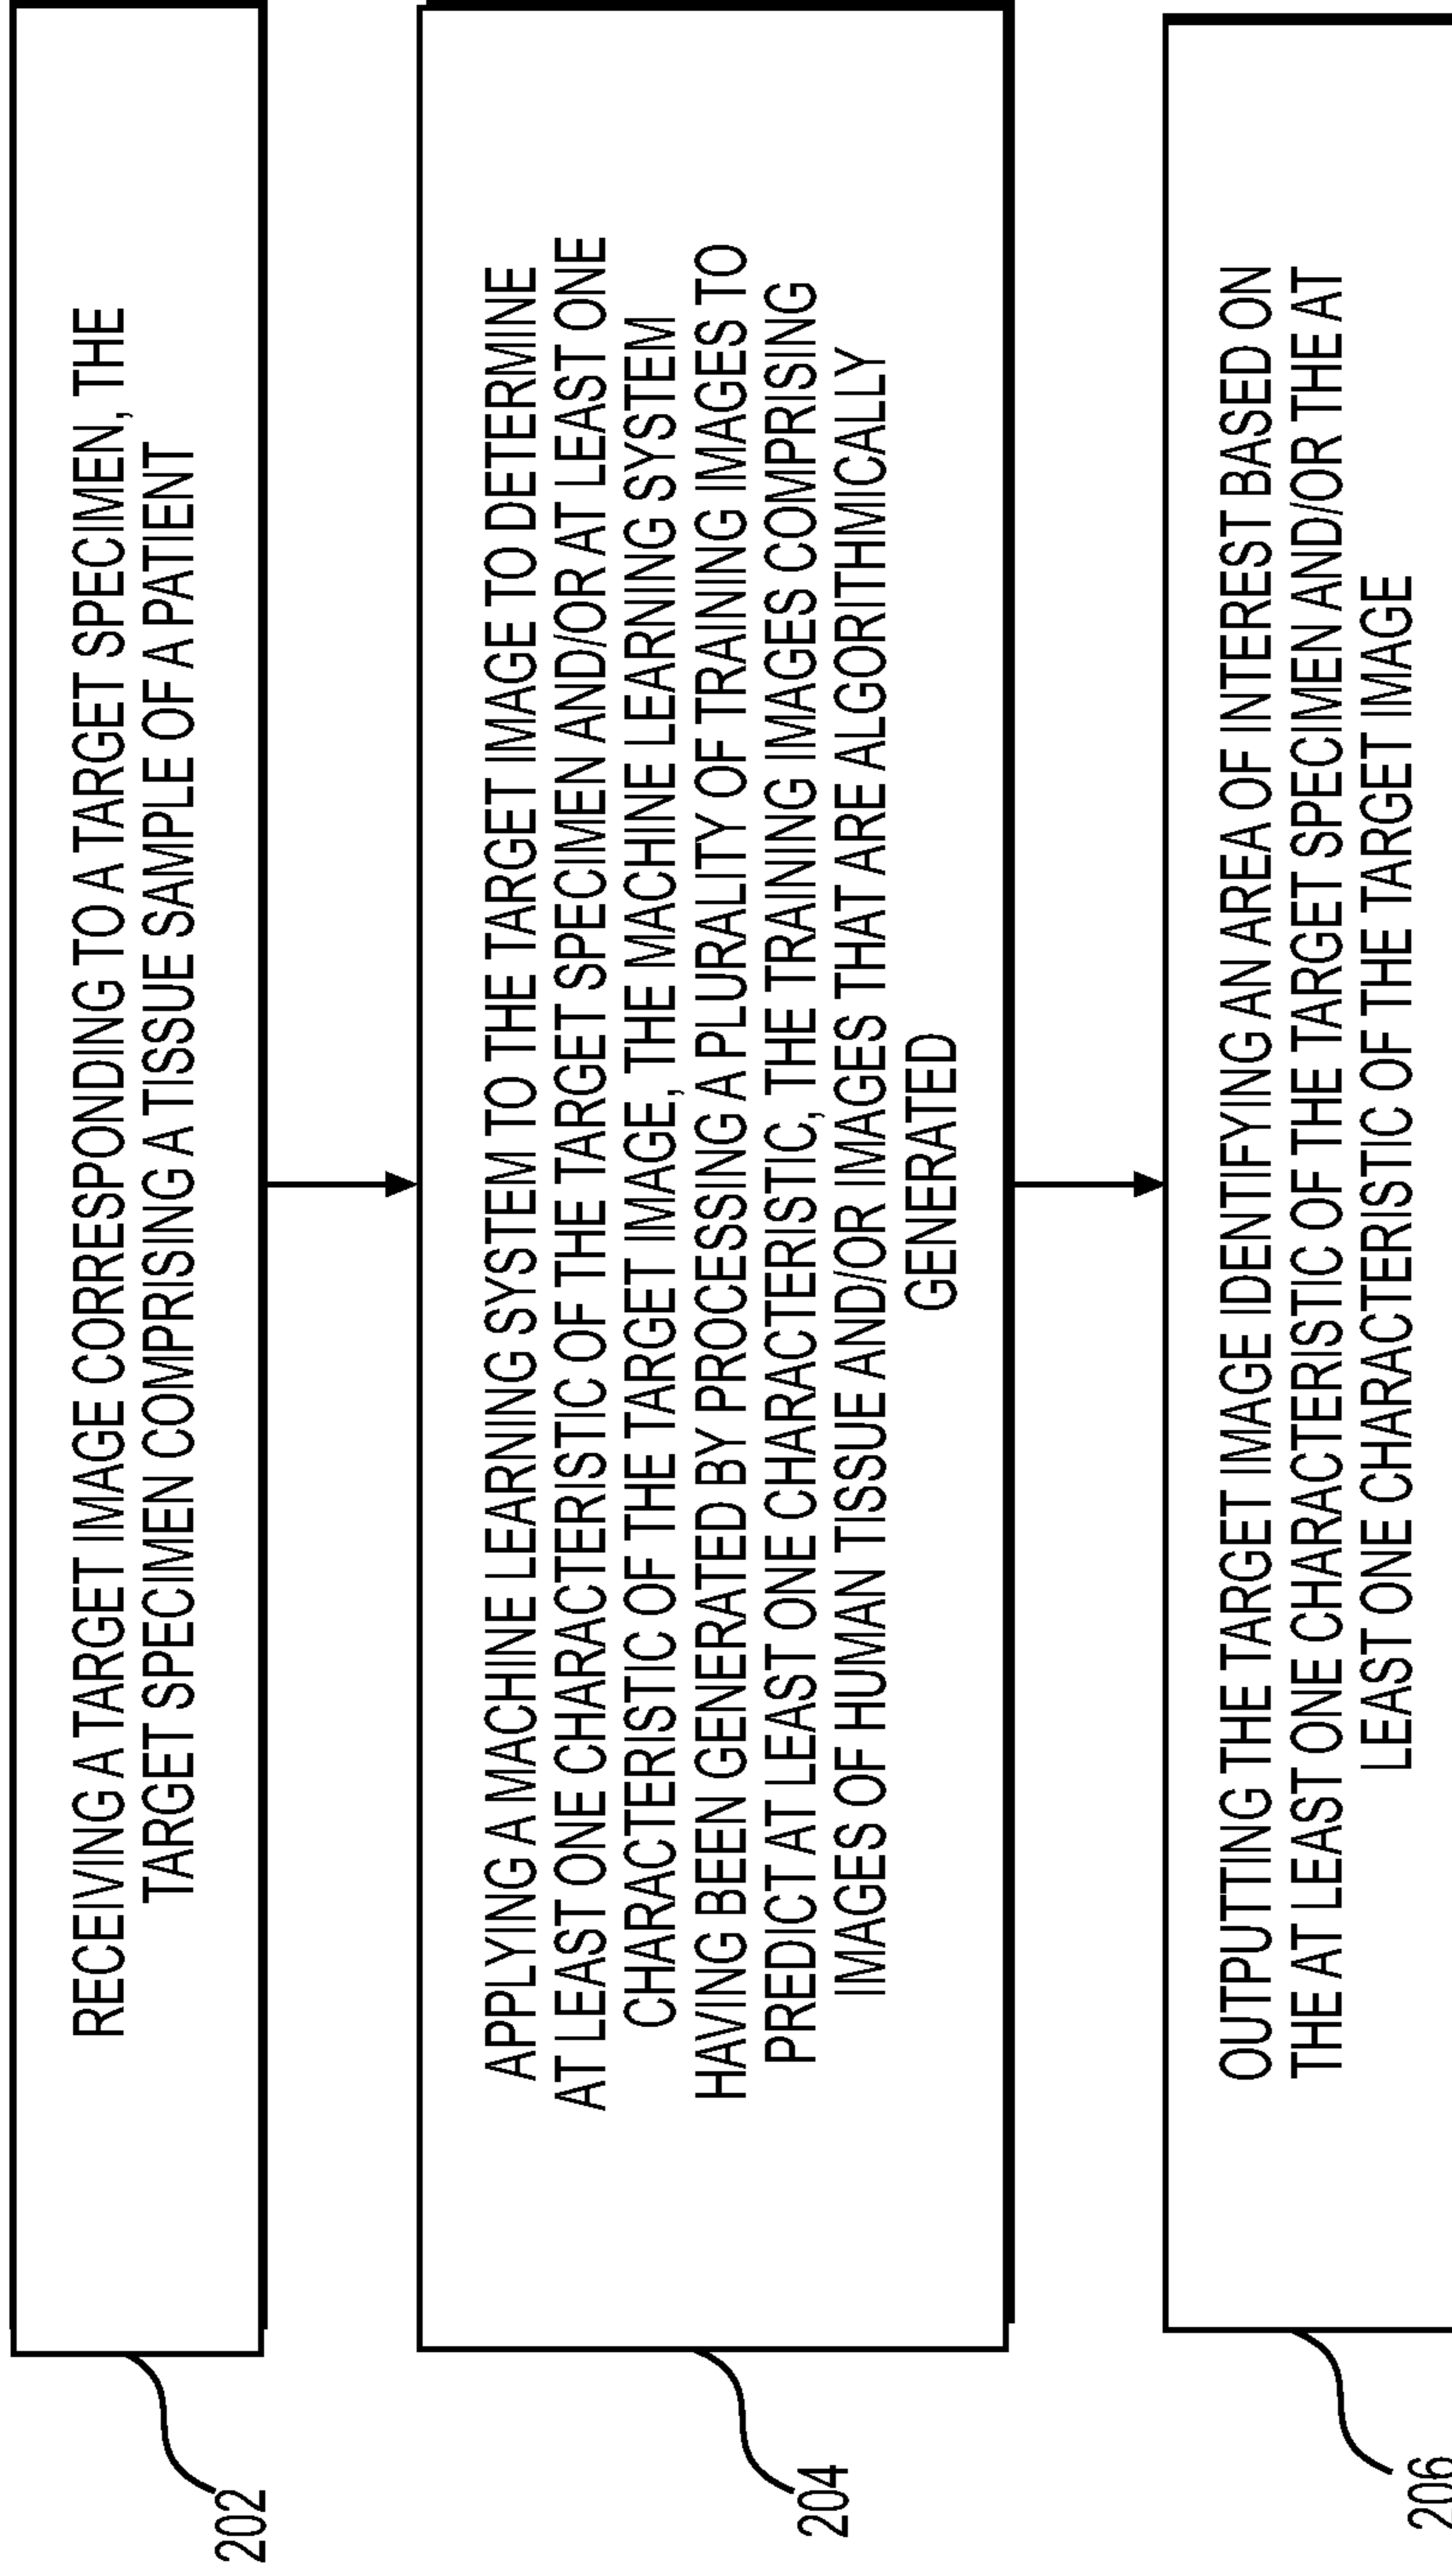 RECEIVING A TARGET IMAGE CORRESPONDING TO A TARGET SPECIMEN, THE
TARGET SPECIMEN COMPRISING A TISSUE SAMPLE OF A PATIENT
202
APPLYING A MACHINE LEARNING SYSTEM TO THE TARGET IMAGE TO DETERMINE
AT LEAST ONE CHARACTERISTIC OF THE TARGET SPECIMEN AND/OR AT LEAST ONE
CHARACTERISTIC OF THE TARGET IMAGE, THE MACHINE LEARNING SYSTEM
HAVING BEEN GENERATED BY PROCESSING A PLURALITY OF TRAINING IMAGES TO
PREDICT AT LEAST ONE CHARACTERISTIC, THE TRAINING IMAGES COMPRISING
IMAGES OF HUMAN TISSUE AND/OR IMAGES THAT ARE ALGORITHMICALLY
GENERATED
204
OUTPUTTING THE TARGET IMAGE IDENTIFYING AN AREA OF INTEREST BASED ON
THE AT LEAST ONE CHARACTERISTIC OF THE TARGET SPECIMEN AND/OR THE AT
LEAST ONE CHARACTERISTIC OF THE TARGET IMAGE
206